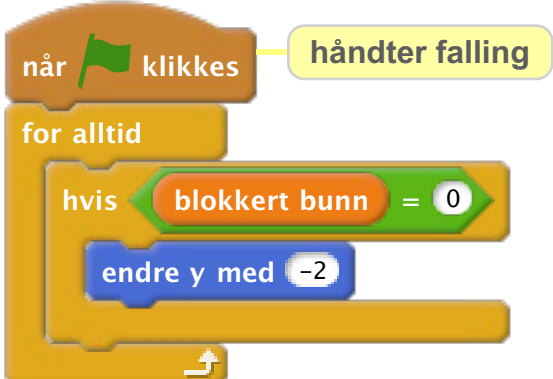 når klikkes
håndter falling
for alltid
hvis blokkert bunn = 0
endre y med -2